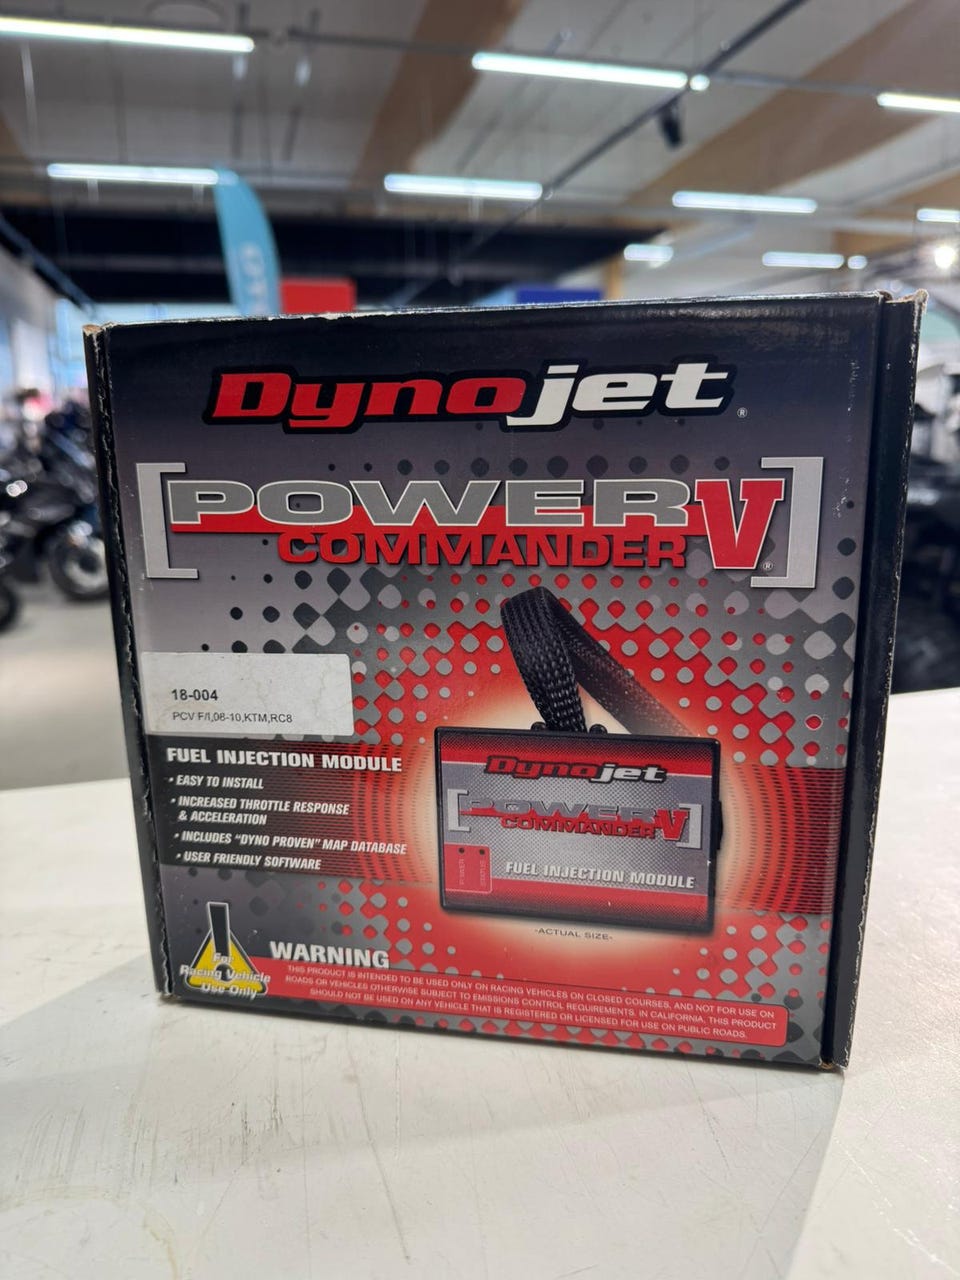 Dynojet®
[POWER V]®
COMMANDER
18-004
PCV F/I,08-10,KTM,RC8
FUEL INJECTION MODULE
• EASY TO INSTALL
• INCREASED THROTTLE RESPONSE
& ACCELERATION
• INCLUDES "DYNO PROVEN" MAP DATABASE
• USER FRIENDLY SOFTWARE
Dynojet
[POWER V]
COMMANDER
POWER
STATUS
FUEL INJECTION MODULE
-ACTUAL SIZE-
For
Racing Vehicle
Use Only
WARNING
THIS PRODUCT IS INTENDED TO BE USED ONLY ON RACING VEHICLES ON CLOSED COURSES, AND NOT FOR USE ON
ROADS OR VEHICLES OTHERWISE SUBJECT TO EMISSIONS CONTROL REQUIREMENTS. IN CALIFORNIA, THIS PRODUCT
SHOULD NOT BE USED ON ANY VEHICLE THAT IS REGISTERED OR LICENSED FOR USE ON PUBLIC ROADS.